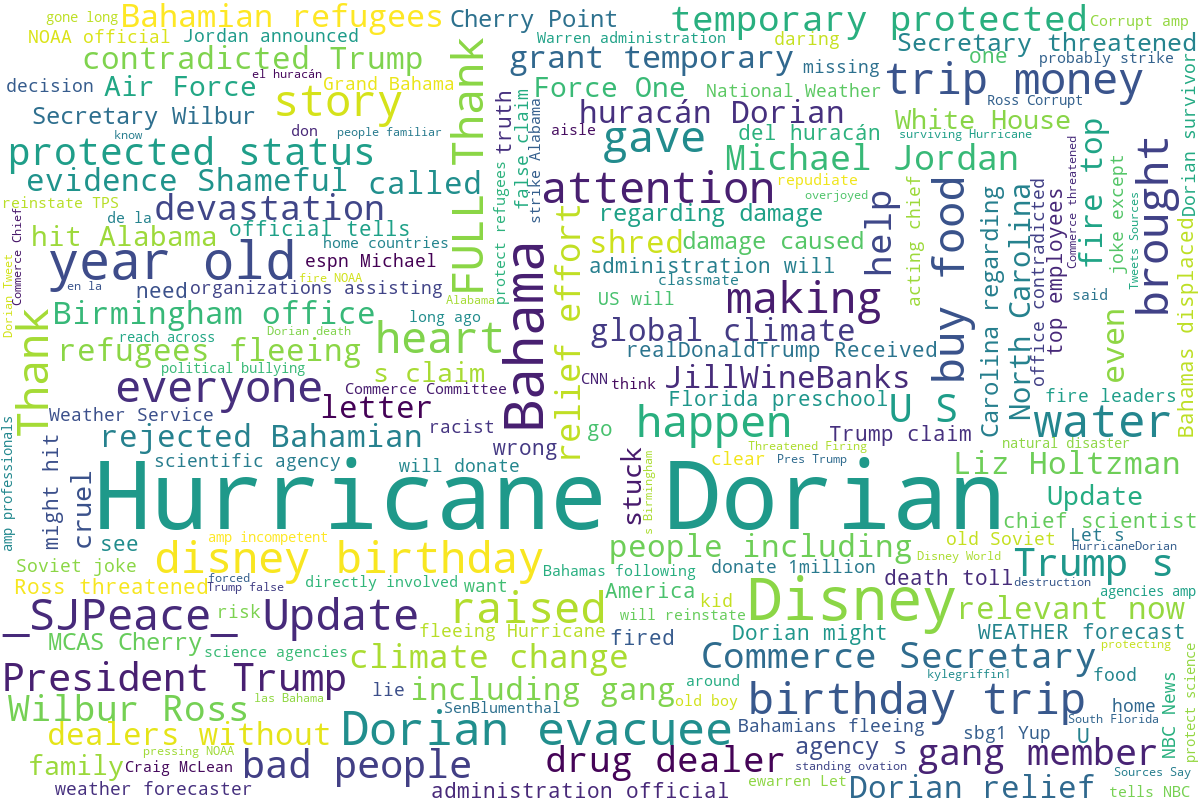 gone long
Bahamian refugees
Cherry Point
temporary protected
Corrupt amp
NOAA official
Jordan announced
Warren administration
daring
contradicted Trump
grant temporary
missing
Secretary threatened
one
probably strike
el huracán
decision
Air Force
Grand Bahama
story
FULL Thank
Force One
National Weather
trip money
Dorian survivor
Secretary Wilbur
don
people familiar
know
truth
false claim
strike Alabama
aisle
huracán Dorian
gave
del huracán
Ross Corrupt
White House
surviving Hurricane
fire top
protected status
evidence Shameful
called
attention
Michael Jordan
repudiate
overjoyed
brought
reinstate TPS
de la
devastation
protect refugees
regarding damage
help
acting chief
buy food
Carolina regarding
North Carolina
office contradicted
top employees
Commerce threatened
joke except
Tweets Sources
Bahamas displaced
hit Alabama
official tells
home countries
espn Michael
shred
damage caused
Commerce Chief
Dorian Tweet
year old
en la
need
organizations assisting
fire NOAA
Alabama
Bahama
relief effort
administration will
classmate
US will
making
said
even
Thank
Birmingham office
long ago
reach across
Dorian death
heart
global climate
realDonaldTrump Received
refugees fleeing
political bullying
s claim
CNN
think
JillWineBanks
everyone
Commerce Committee
letter
Florida preschool
U S
fire leaders
Weather Service
racist
happen
water
amp professionals
might hit
cruel
rejected Bahamian
wrong
go
Trump claim
natural disaster
scientific agency
will donate
stuck
s Birmingham
clear
Threatened Firing
Pres Trump
Liz Holtzman
Hurricane Dorian
Update
chief scientist
see
amp incompetent
old Soviet
Let s
HurricaneDorian
Soviet joke
disney birthday
people including
Disney World
Trump s
Ross threatened
forced
Trump false
directly involved
want
Bahamas following
donate 1million
death toll
destruction
agencies amp
_SJPeace_ Update
risk
raised
America
kid
will reinstate
Disney
relevant now
MCAS Cherry
science agencies
fleeing Hurricane
fired
Dorian might
WEATHER forecast
protecting
climate change
Commerce Secretary
President Trump
lie
including gang
around
old boy
kylegriffin1
food
NBC News
protect science
Wilbur Ross
las Bahama
SenBlumenthal
birthday trip
home
South Florida
dealers without
Dorian evacuee
Bahamians fleeing
sbg1 Yup
U
pressing NOAA
family
Craig McLean
bad people
drug dealer
standing ovation
agency s
gang member
Sources Say
weather forecaster
administration official
ewarren Let
Dorian relief
tells NBC